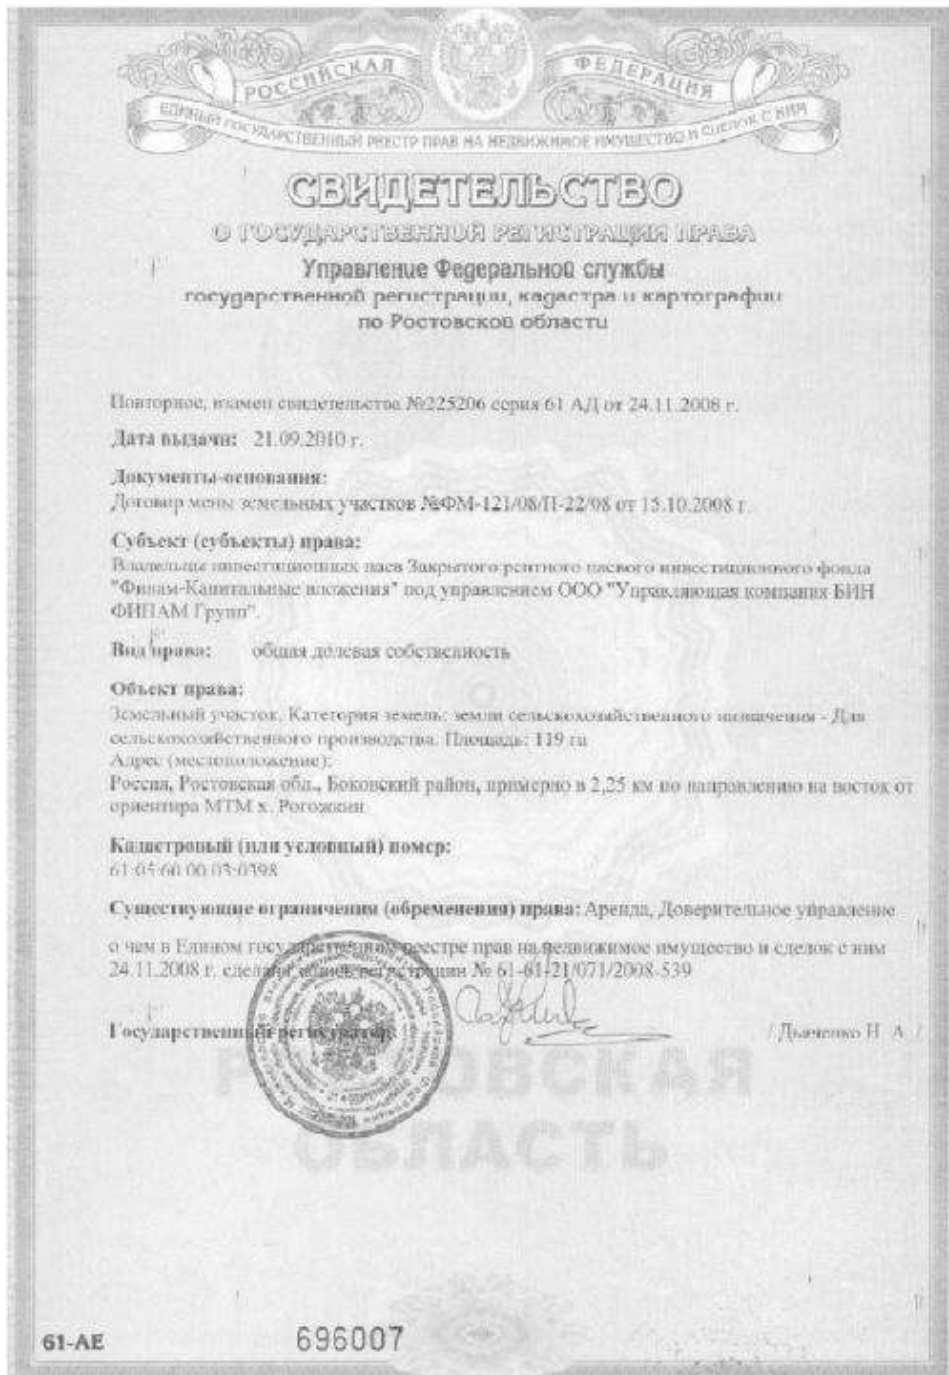 РОССИЙСКАЯ ФЕДЕРАЦИЯ
ЕДИНЫЙ ГОСУДАРСТВЕННЫЙ РЕЕСТР ПРАВ НА НЕДВИЖИМОЕ ИМУЩЕСТВО И СДЕЛОК С НИМ
СВИДЕТЕЛЬСТВО
О ГОСУДАРСТВЕННОЙ РЕГИСТРАЦИИ ПРАВА
Управление Федеральной службы
государственной регистрации, кадастра и картографии
по Ростовской области
Повторное, взамен свидетельства №225206 серия 61 АД от 24.11.2008 г.
Дата выдачи: 21.09.2010 г.
Документы-основания:
Договор мены земельных участков №ФМ-121/08/П-22/08 от 15.10.2008 г.
Субъект (субъекты) права:
Владельцы инвестиционных паев Закрытого рентного паевого инвестиционного фонда
"Финам-Капитальные вложения" под управлением ООО "Управляющая компания БИН
ФИНАМ Групп".
Вид права: общая долевая собственность
Объект права:
Земельный участок. Категория земель: земли сельскохозяйственного назначения - Для
сельскохозяйственного производства. Площадь: 119 га
Адрес (местоположение):
Россия, Ростовская обл., Боковский район, примерно в 2,25 км по направлению на восток от
ориентира МТМ х. Рогожкин
Кадастровый (или условный) номер:
61:05:60 00 03:0398
Существующие ограничения (обременения) права: Аренда, Доверительное управление
о чем в Едином государственном реестре прав на недвижимое имущество и сделок с ним
24.11.2008 г. сделана запись регистрации № 61-61-21/071/2008-539
Государственный регистратор: / Дьяченко Н. А. /
РОСТОВСКАЯ
ОБЛАСТЬ
61-АЕ 696007